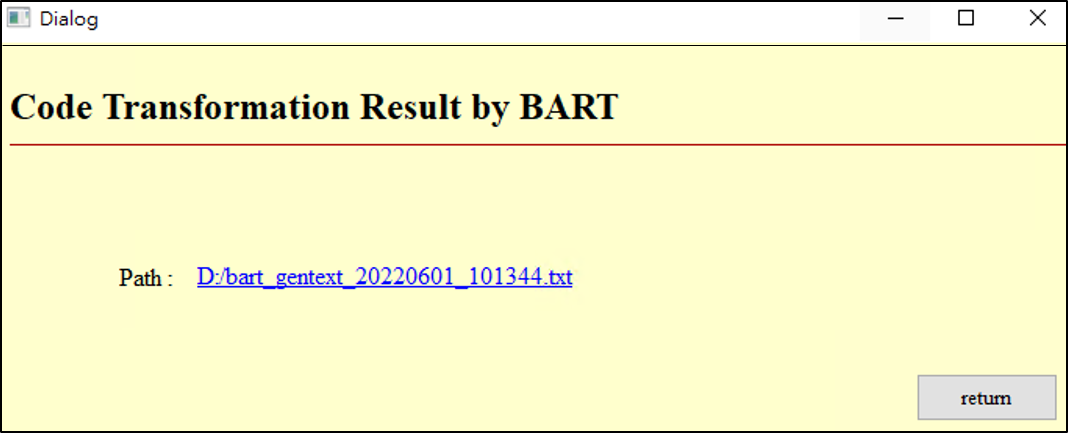 Dialog
Code Transformation Result by BART
Path : D:/bart_gentext_20220601_101344.txt
return